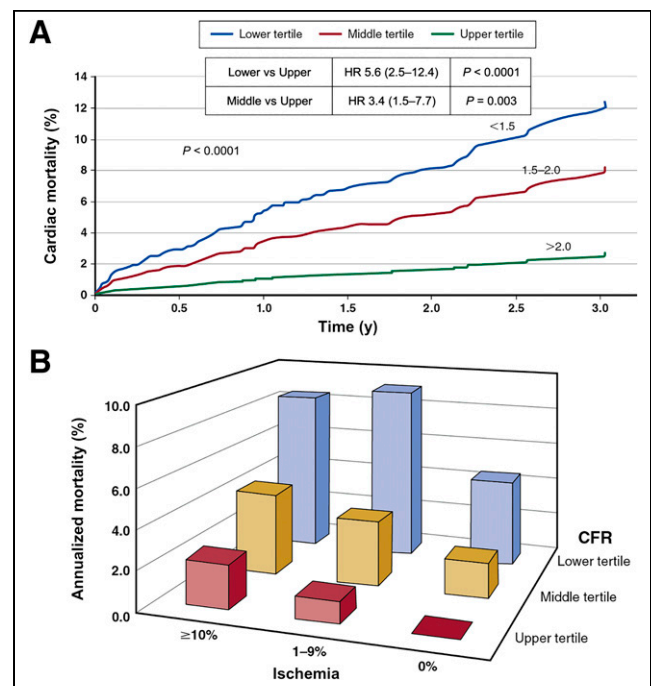 A
Lower tertile Middle tertile Upper tertile
Lower vs Upper HR 5.6 (2.5–12.4) P < 0.0001
Middle vs Upper HR 3.4 (1.5–7.7) P = 0.003
14
12
10
8
6
4
2
0
Cardiac mortality (%)
P < 0.0001
<1.5
1.5–2.0
>2.0
0 0.5 1.0 1.5 2.0 2.5 3.0
Time (y)
B
10.0
8.0
6.0
4.0
2.0
0.0
Annualized mortality (%)
CFR
Lower tertile
Middle tertile
Upper tertile
≥10%
1–9%
0%
Ischemia